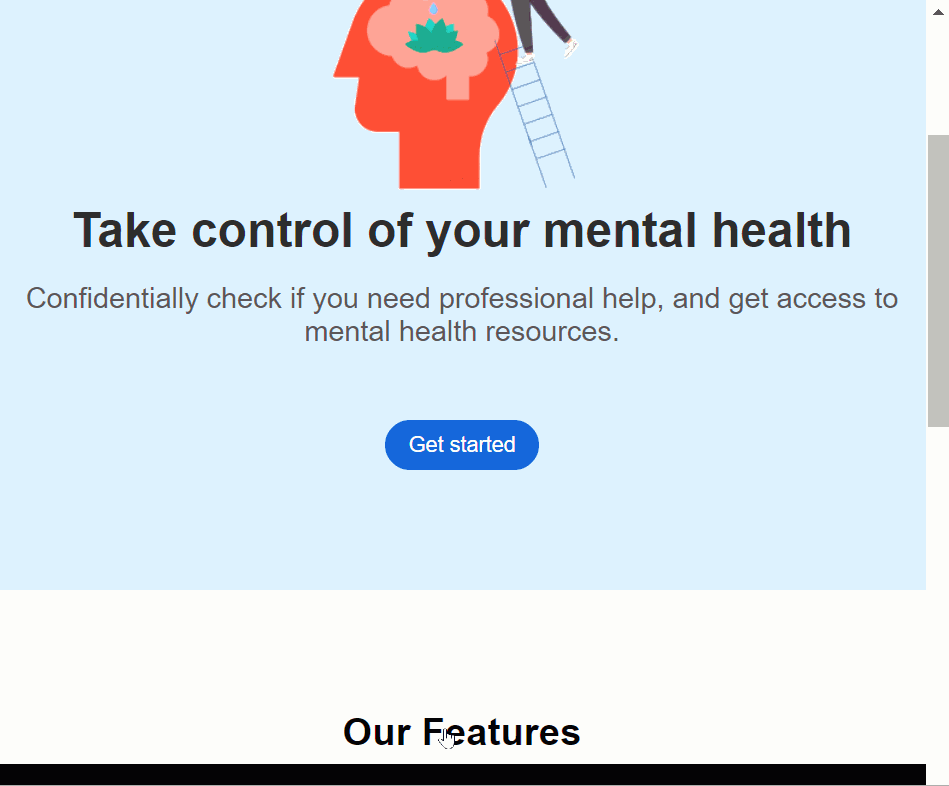 Take control of your mental health
Confidentially check if you need professional help, and get access to
mental health resources.
Get started
Our Features